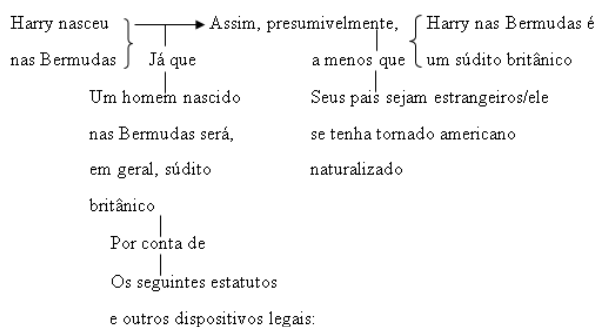 Harry nasceu
nas Bermudas
Assim, presumivelmente,
Harry nas Bermudas é
um súdito britânico
Já que
Um homem nascido
nas Bermudas será,
em geral, súdito
britânico
Por conta de
Os seguintes estatutos
e outros dispositivos legais:
a menos que
Seus pais sejam estrangeiros/ele
se tenha tornado americano
naturalizado